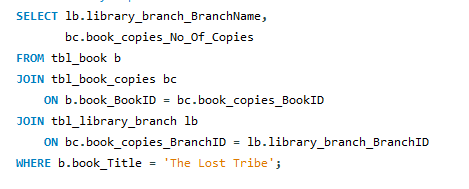 SELECT lb.library_branch_BranchName,
       bc.book_copies_No_Of_Copies
FROM tbl_book b
JOIN tbl_book_copies bc
    ON b.book_BookID = bc.book_copies_BookID
JOIN tbl_library_branch lb
    ON bc.book_copies_BranchID = lb.library_branch_BranchID
WHERE b.book_Title = 'The Lost Tribe';